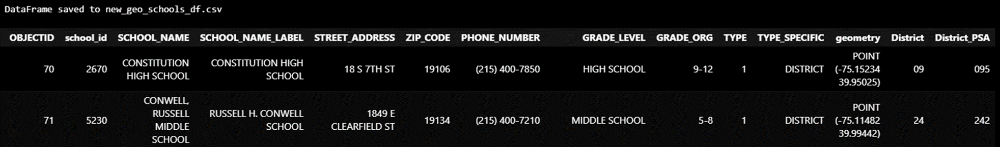 DataFrame saved to new_geo_schools_df.csv
OBJECTID school_id SCHOOL_NAME SCHOOL_NAME_LABEL STREET_ADDRESS ZIP_CODE PHONE_NUMBER GRADE_LEVEL GRADE_ORG TYPE TYPE_SPECIFIC geometry District District_PSA
70 2670 CONSTITUTION
HIGH SCHOOL
CONSTITUTION HIGH
SCHOOL
18 S 7TH ST 19106 (215) 400-7850 HIGH SCHOOL 9-12 1 DISTRICT
POINT
(-75.15234
39.95025)
09 095
71 5230
CONWELL,
RUSSELL
MIDDLE
SCHOOL
RUSSELL H. CONWELL
SCHOOL
1849 E
CLEARFIELD ST
19134 (215) 400-7210 MIDDLE SCHOOL 5-8 1 DISTRICT
POINT
(-75.11482
39.99442)
24 242